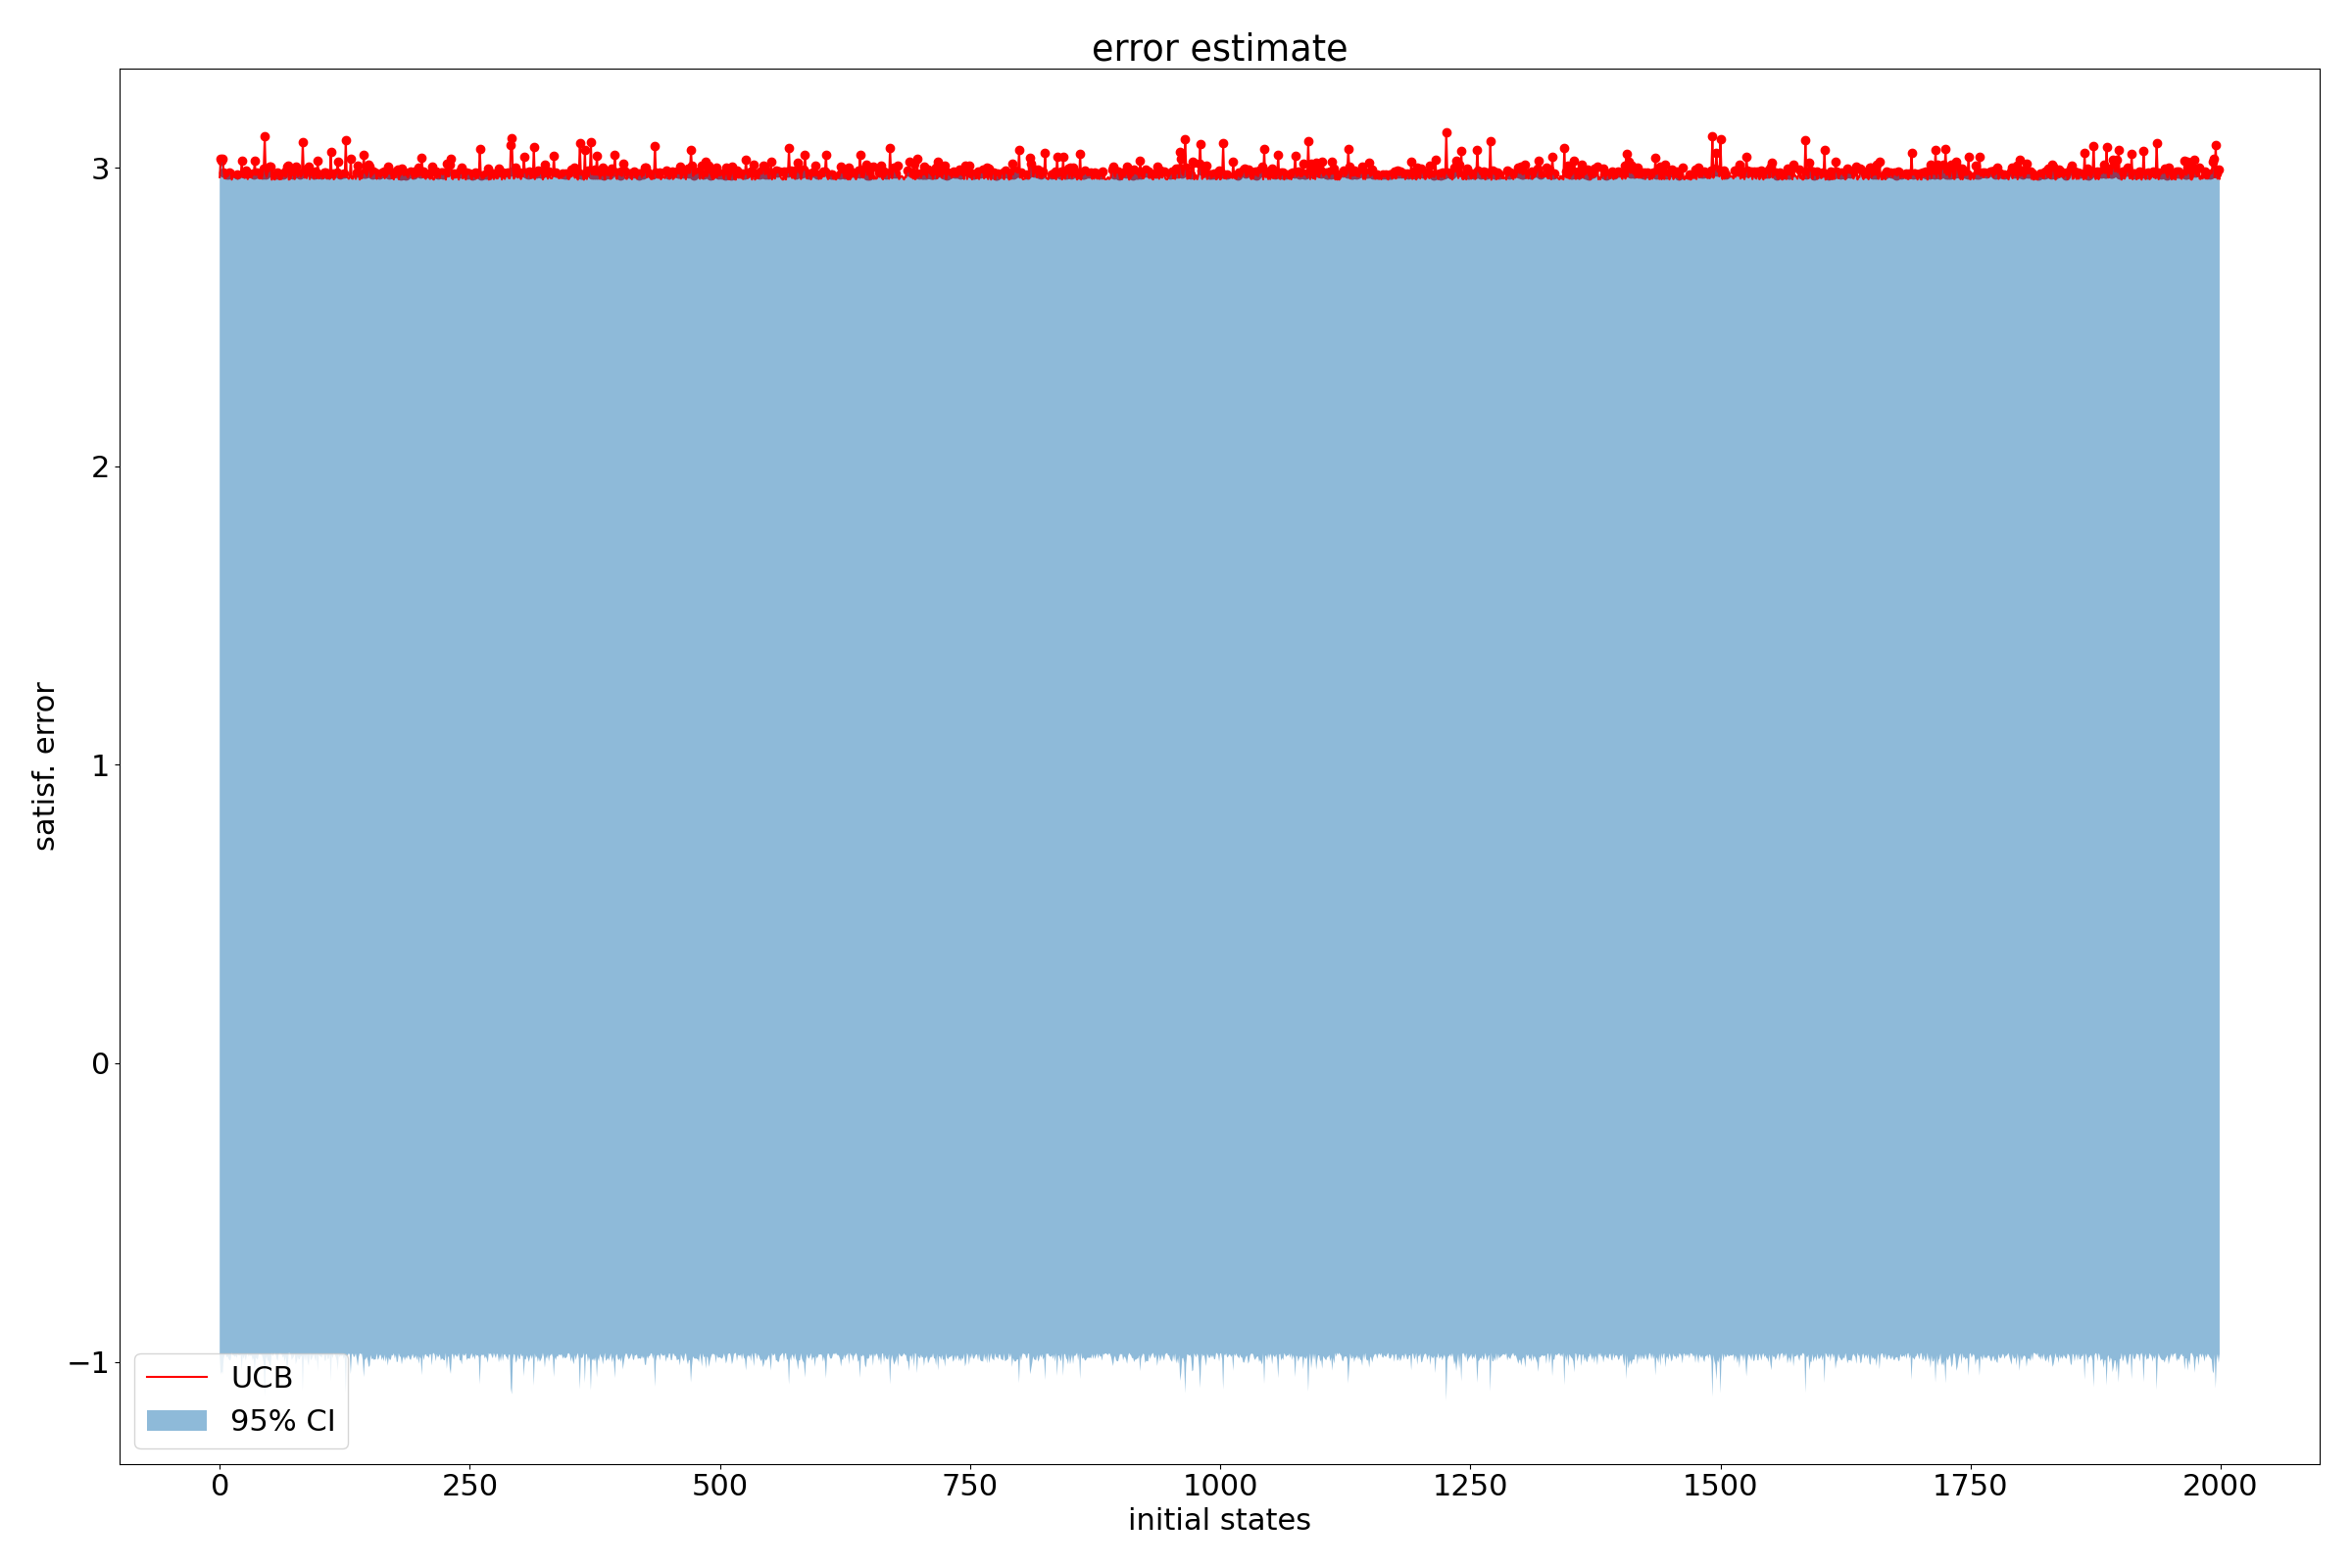 error estimate
3
2
1
0
−1
satisf. error
UCB
95% CI
0 250 500 750 1000 1250 1500 1750 2000
initial states